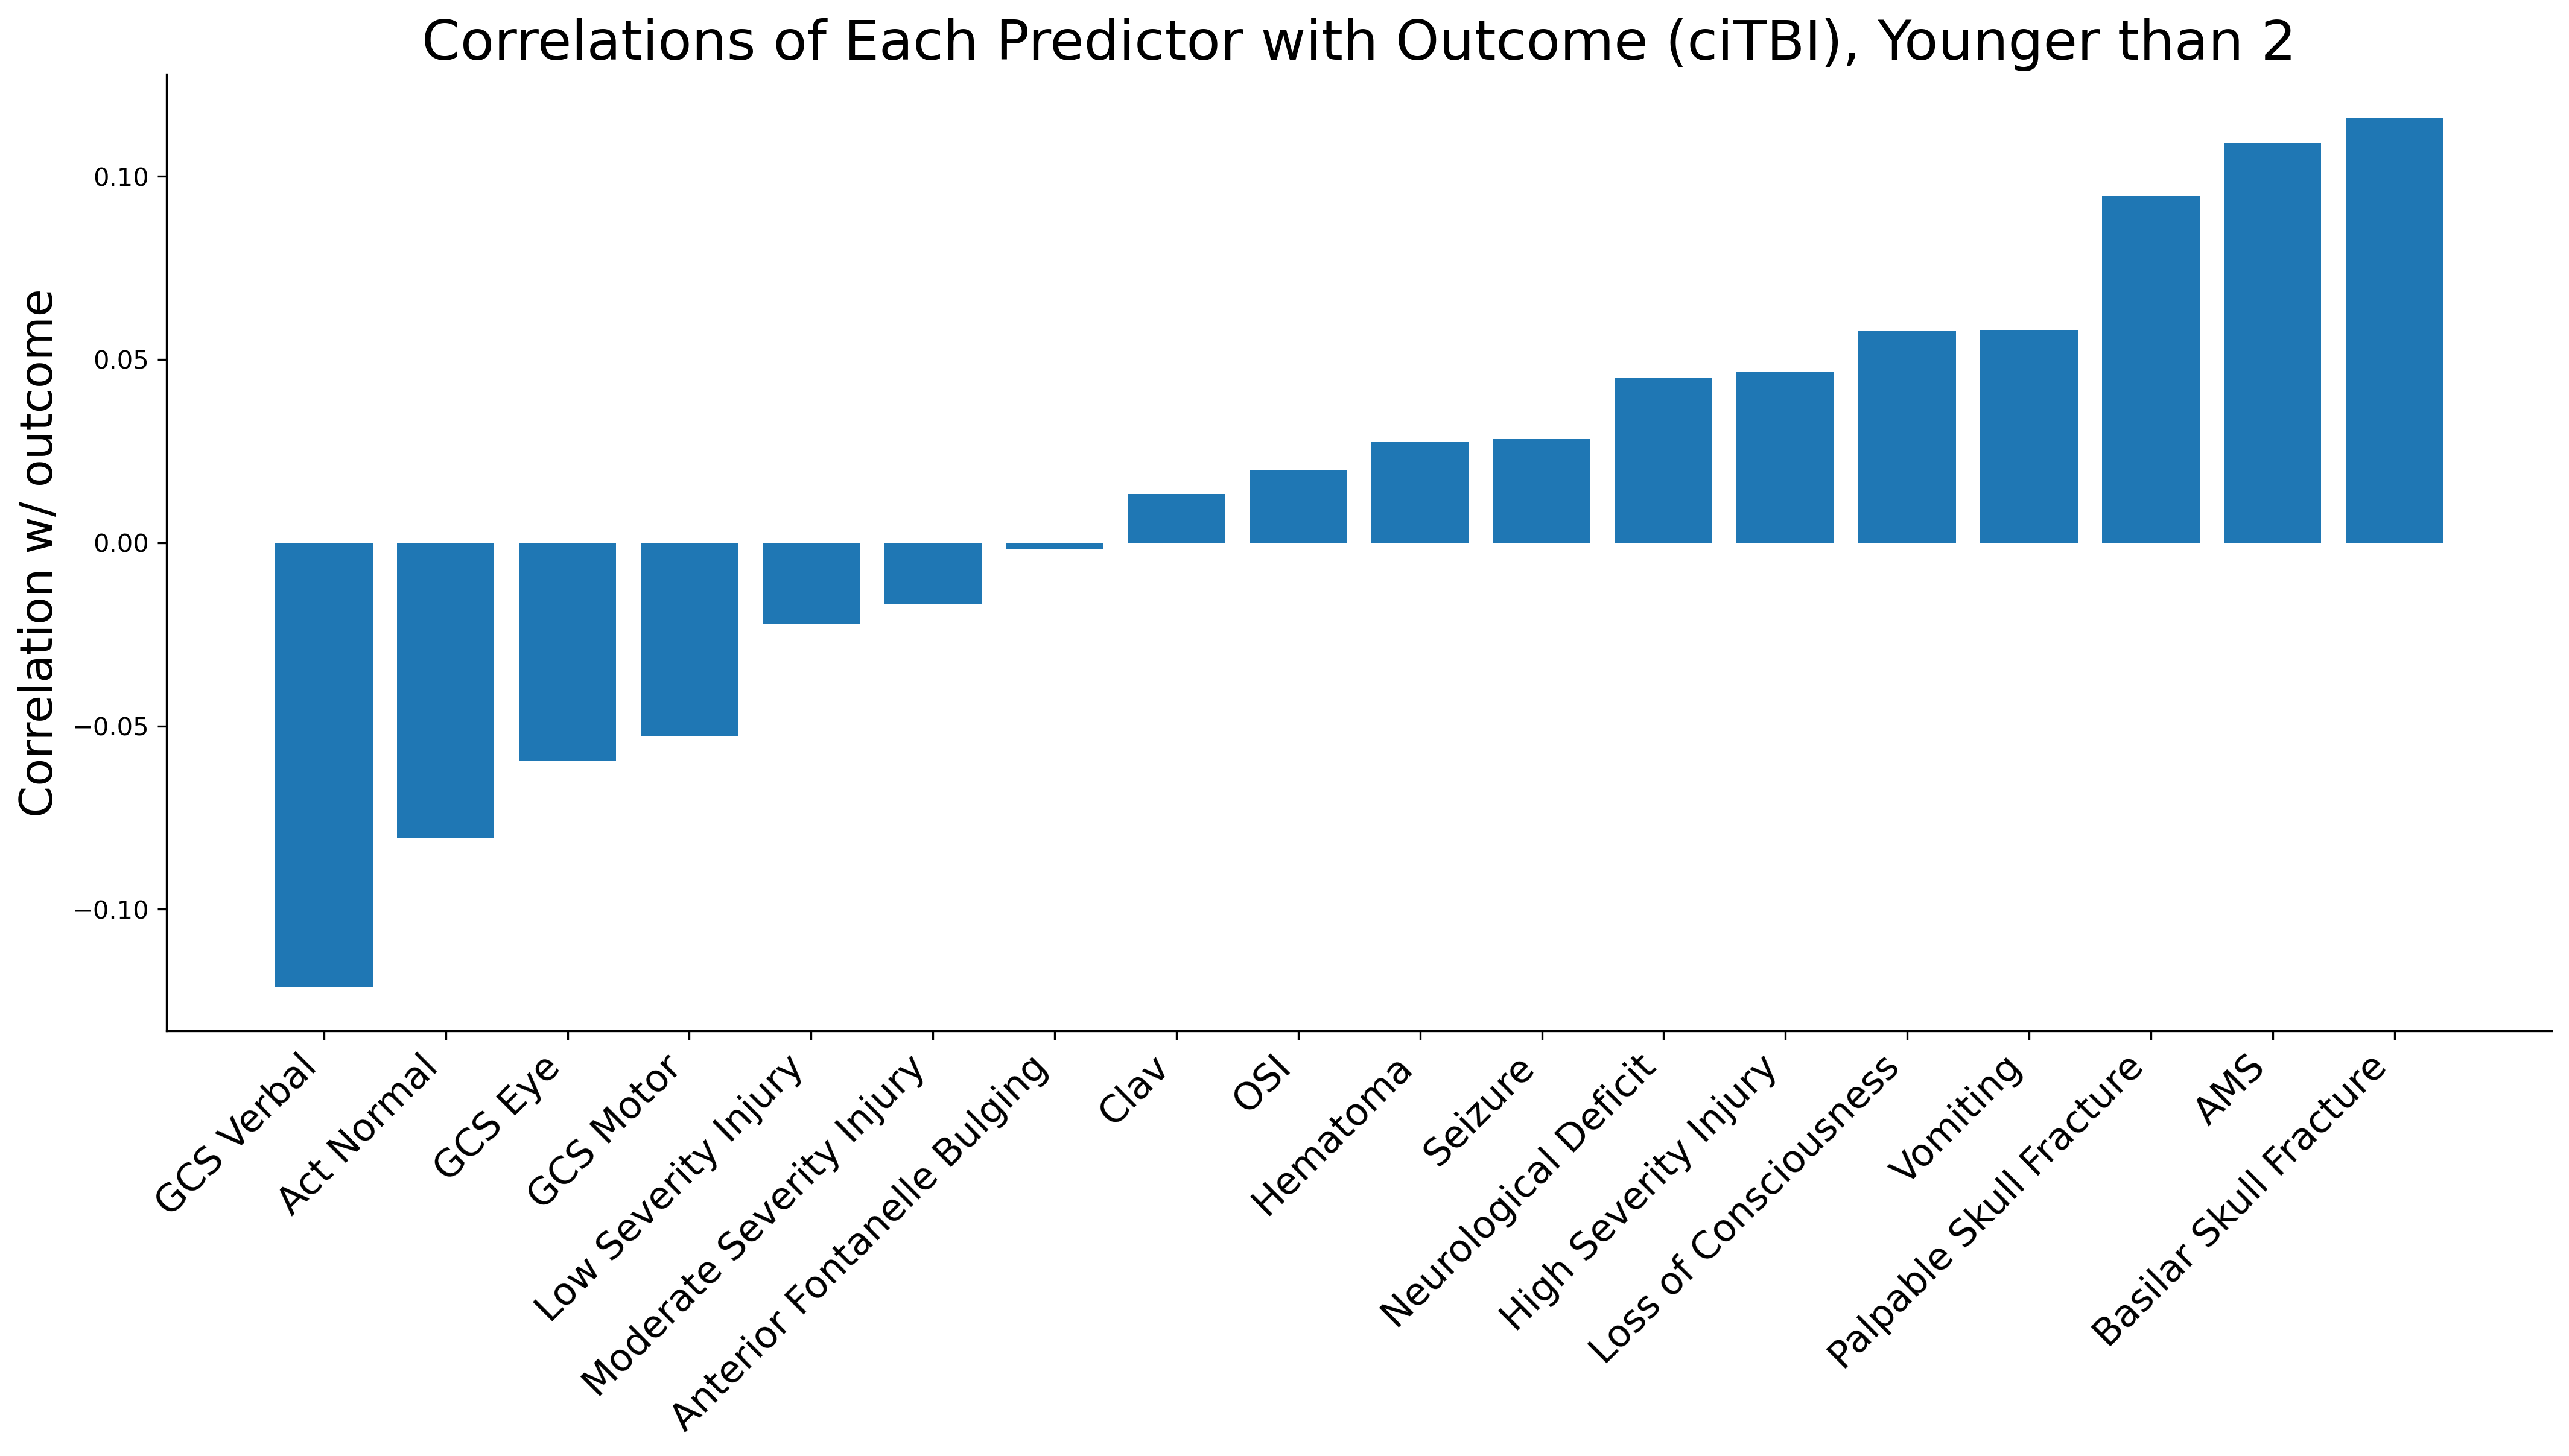 Correlations of Each Predictor with Outcome (ciTBI), Younger than 2
Correlation w/ outcome
0.10
0.05
0.00
−0.05
−0.10
GCS Verbal
Act Normal
GCS Eye
GCS Motor
Low Severity Injury
Moderate Severity Injury
Anterior Fontanelle Bulging
Clav
OSI
Hematoma
Seizure
Neurological Deficit
High Severity Injury
Loss of Consciousness
Vomiting
Palpable Skull Fracture
AMS
Basilar Skull Fracture